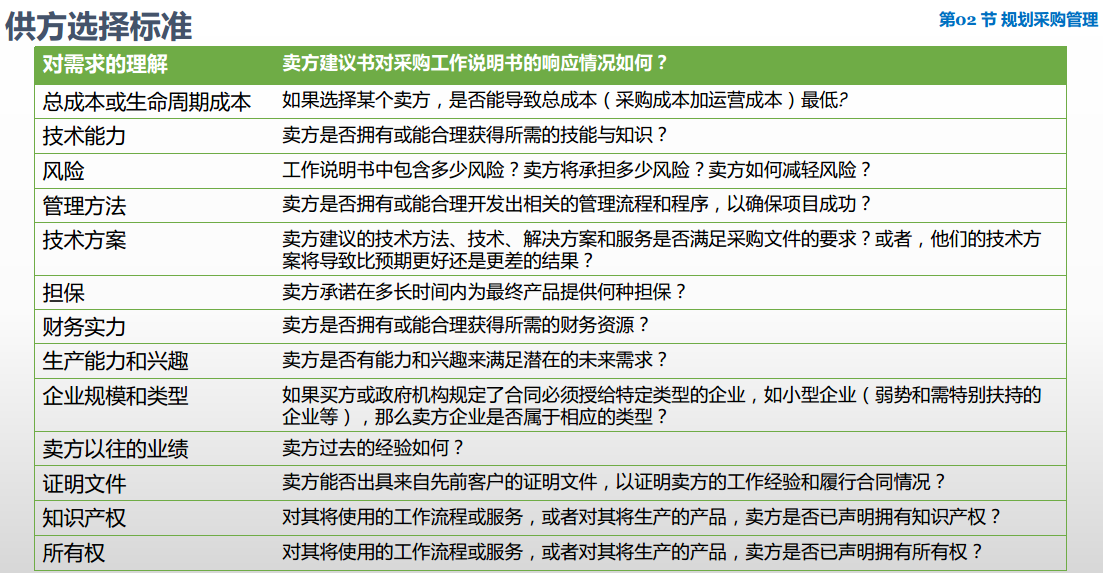 供方选择标准
第02 节 规划采购管理
对需求的理解 卖方建议书对采购工作说明书的响应情况如何？
总成本或生命周期成本 如果选择某个卖方，是否能导致总成本（采购成本加运营成本）最低?
技术能力 卖方是否拥有或能合理获得所需的技能与知识？
风险 工作说明书中包含多少风险？卖方将承担多少风险？卖方如何减轻风险？
管理方法 卖方是否拥有或能合理开发出相关的管理流程和程序，以确保项目成功？
技术方案 卖方建议的技术方法、技术、解决方案和服务是否满足采购文件的要求？或者，他们的技术方
案将导致比预期更好还是更差的结果？
担保 卖方承诺在多长时间内为最终产品提供何种担保？
财务实力 卖方是否拥有或能合理获得所需的财务资源？
生产能力和兴趣 卖方是否有能力和兴趣来满足潜在的未来需求？
企业规模和类型 如果买方或政府机构规定了合同必须授给特定类型的企业，如小型企业（弱势和需特别扶持的
企业等），那么卖方企业是否属于相应的类型？
卖方以往的业绩 卖方过去的经验如何？
证明文件 卖方能否出具来自先前客户的证明文件，以证明卖方的工作经验和履行合同情况？
知识产权 对其将使用的工作流程或服务，或者对其将生产的产品，卖方是否已声明拥有知识产权？
所有权 对其将使用的工作流程或服务，或者对其将生产的产品，卖方是否已声明拥有所有权？